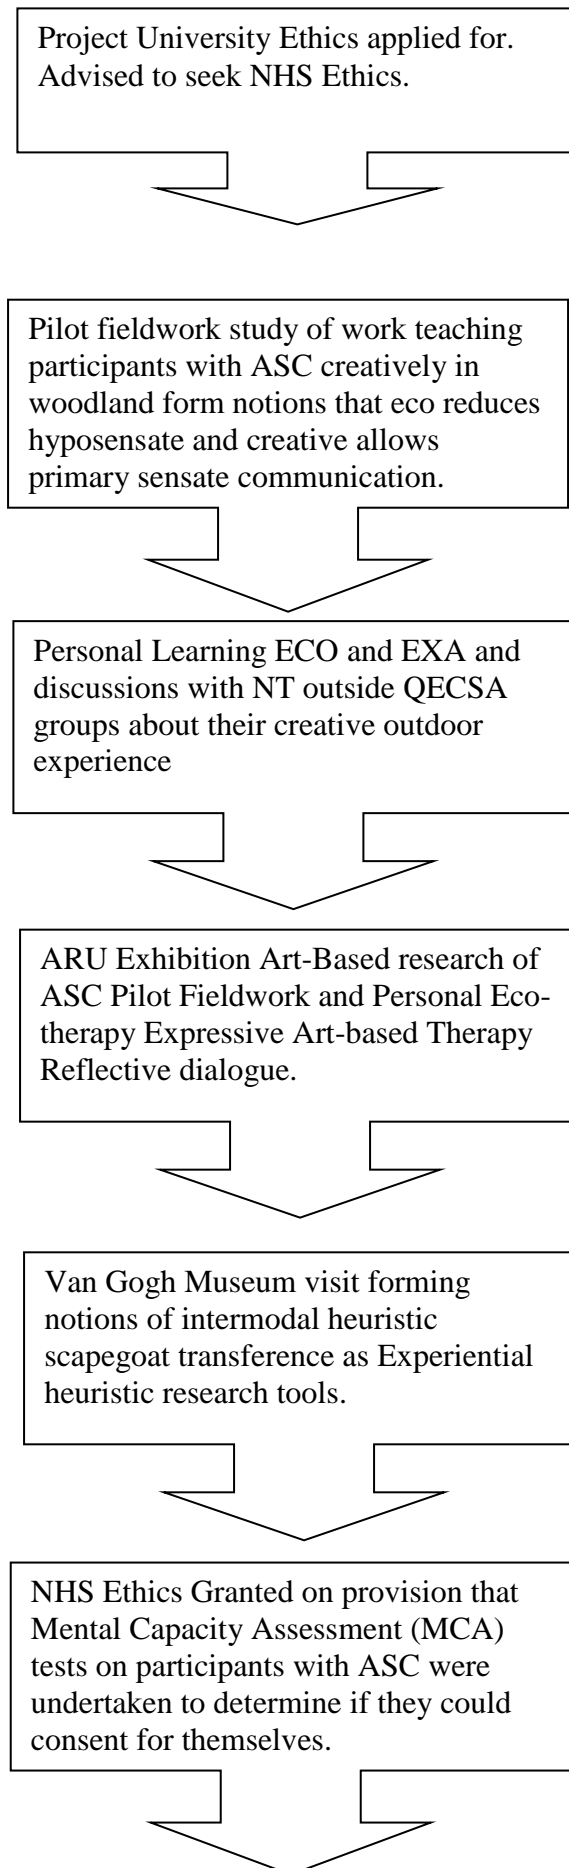 Project University Ethics applied for.
Advised to seek NHS Ethics.
Pilot fieldwork study of work teaching
participants with ASC creatively in
woodland form notions that eco reduces
hyposensate and creative allows
primary sensate communication.
Personal Learning ECO and EXA and
discussions with NT outside QECSA
groups about their creative outdoor
experience
ARU Exhibition Art-Based research of
ASC Pilot Fieldwork and Personal Eco-
therapy Expressive Art-based Therapy
Reflective dialogue.
Van Gogh Museum visit forming
notions of intermodal heuristic
scapegoat transference as Experiential
heuristic research tools.
NHS Ethics Granted on provision that
Mental Capacity Assessment (MCA)
tests on participants with ASC were
undertaken to determine if they could
consent for themselves.